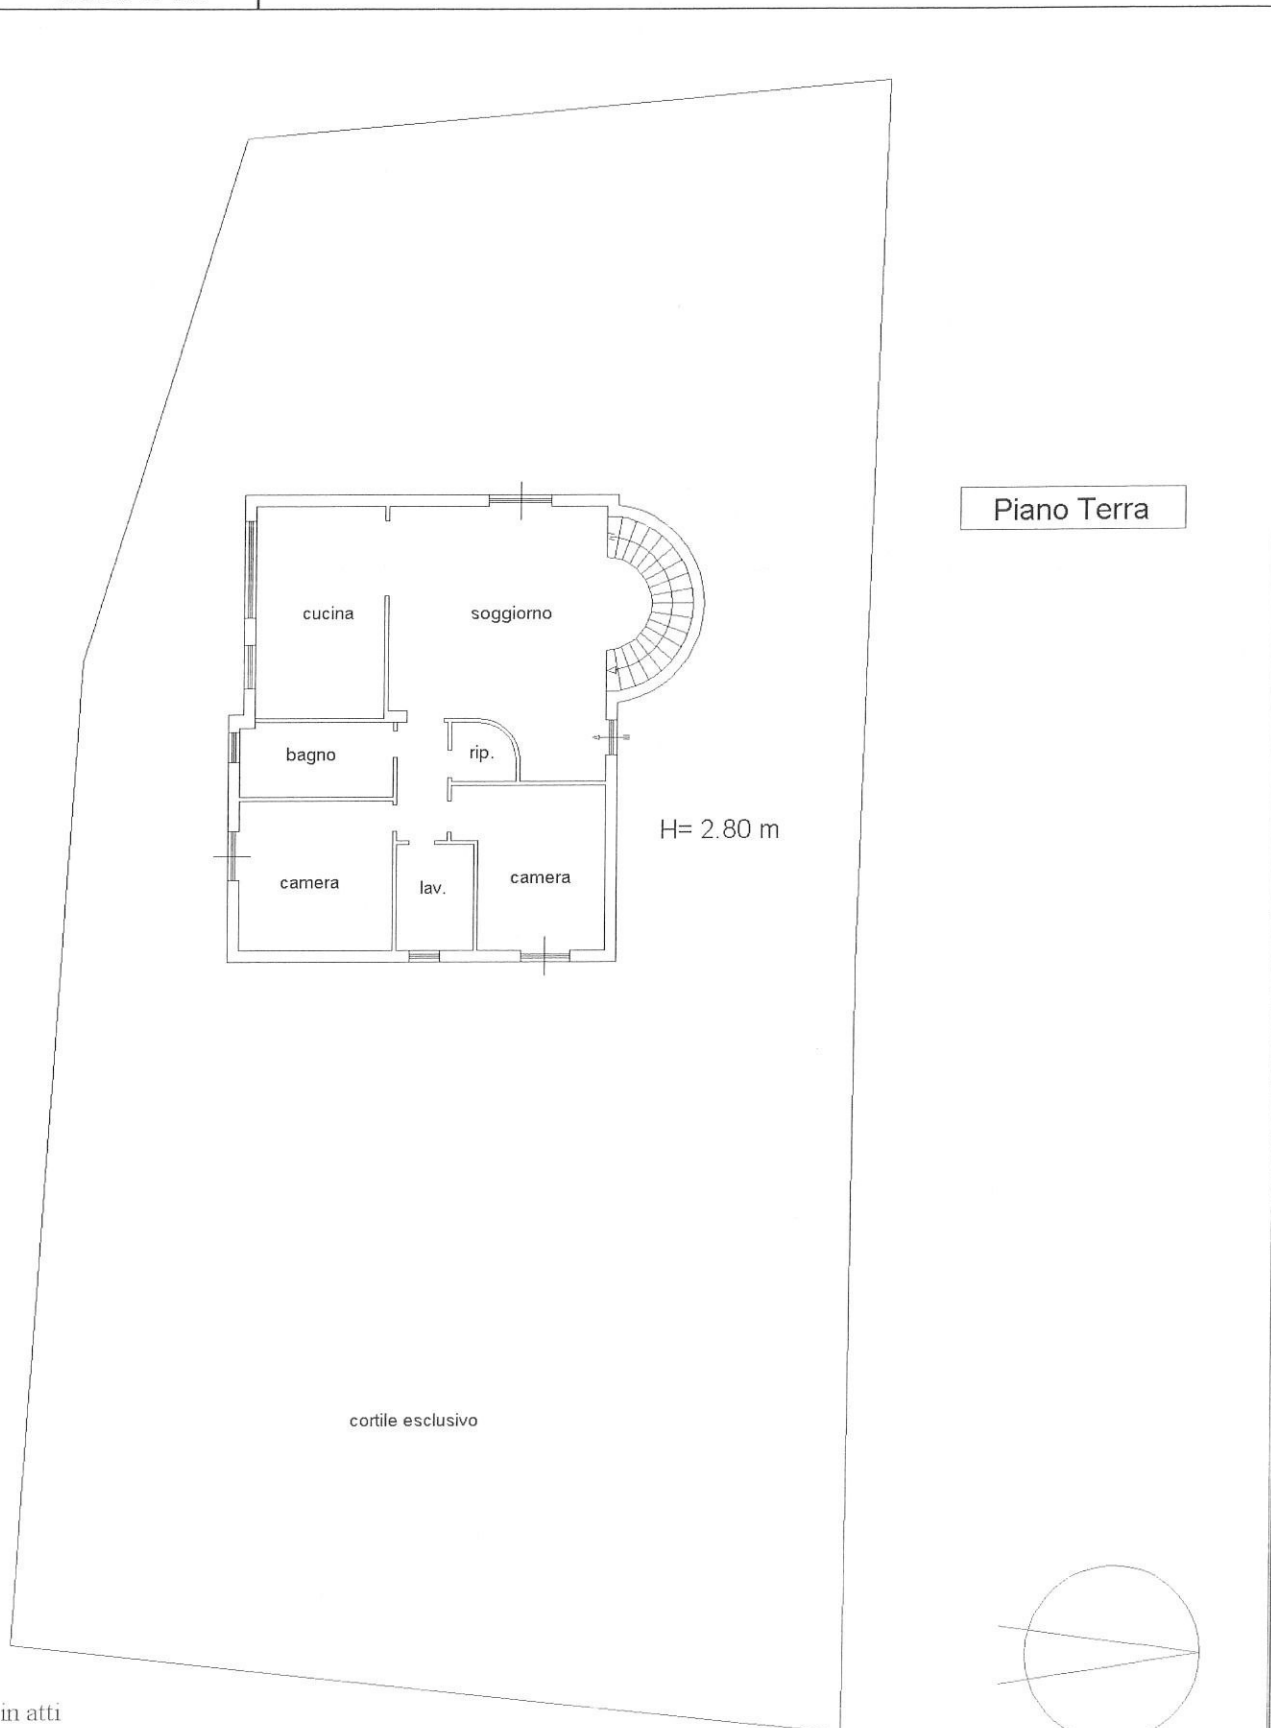 Piano Terra
cucina
soggiorno
bagno
rip.
H= 2.80 m
camera
lav.
camera
cortile esclusivo
in atti